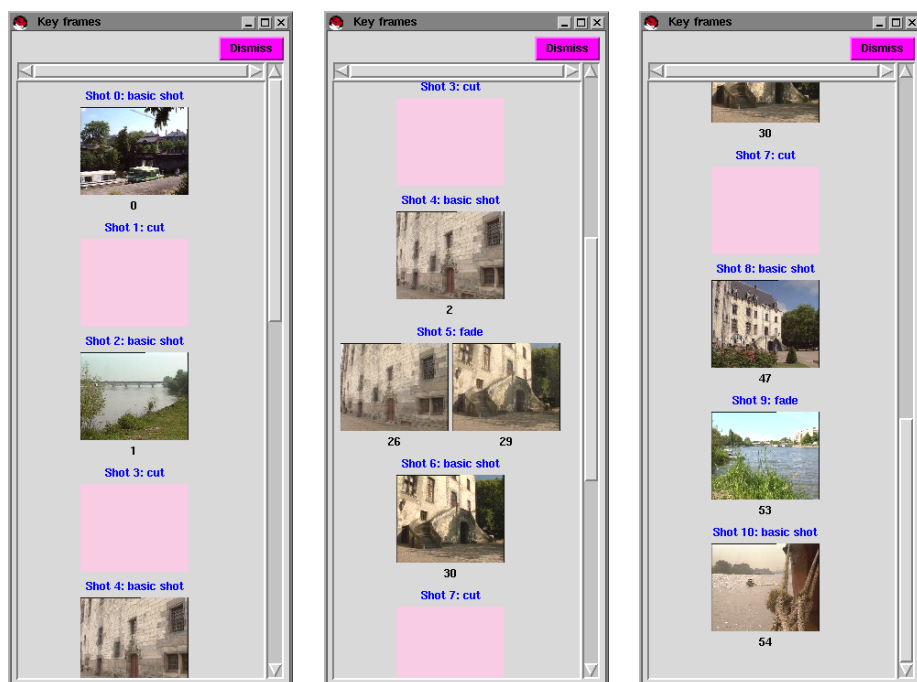 Key frames
Dismiss
Shot 0: basic shot
0
Shot 1: cut
Shot 2: basic shot
1
Shot 3: cut
Shot 4: basic shot
Key frames
Dismiss
Shot 3: cut
Shot 4: basic shot
2
Shot 5: fade
26 29
Shot 6: basic shot
30
Shot 7: cut
Key frames
Dismiss
30
Shot 7: cut
Shot 8: basic shot
47
Shot 9: fade
53
Shot 10: basic shot
54